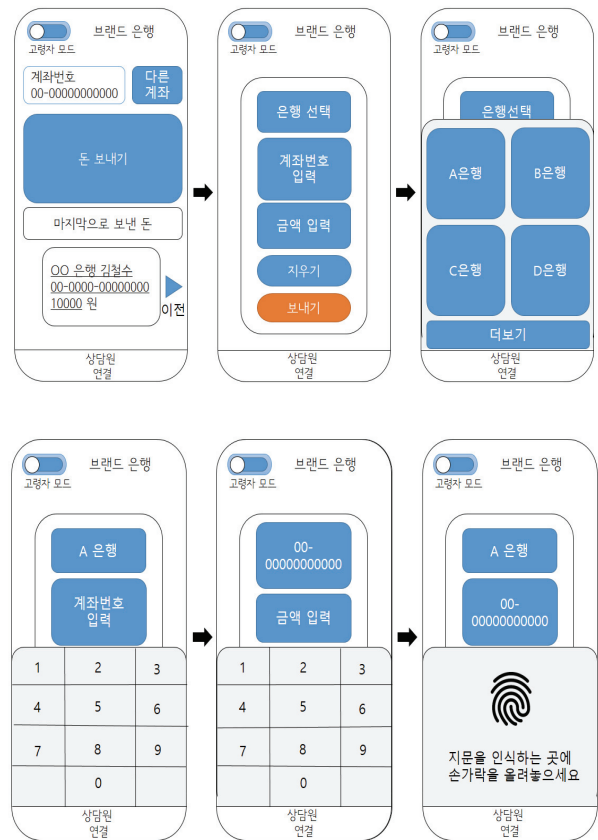 브랜드 은행
고령자 모드
계좌번호
00-00000000000
다른
계좌
돈 보내기
마지막으로 보낸 돈
OO 은행 김철수
00-0000-00000000
10000 원
이전
상담원
연결
브랜드 은행
고령자 모드
은행 선택
계좌번호
입력
금액 입력
지우기
보내기
상담원
연결
브랜드 은행
고령자 모드
은행선택
A은행
B은행
C은행
D은행
더보기
상담원
연결
브랜드 은행
고령자 모드
A 은행
계좌번호
입력
1 2 3
4 5 6
7 8 9
0
상담원
연결
브랜드 은행
고령자 모드
00-
00000000000
금액 입력
1 2 3
4 5 6
7 8 9
0
상담원
연결
브랜드 은행
고령자 모드
A 은행
00-
00000000000
지문을 인식하는 곳에
손가락을 올려놓으세요
상담원
연결